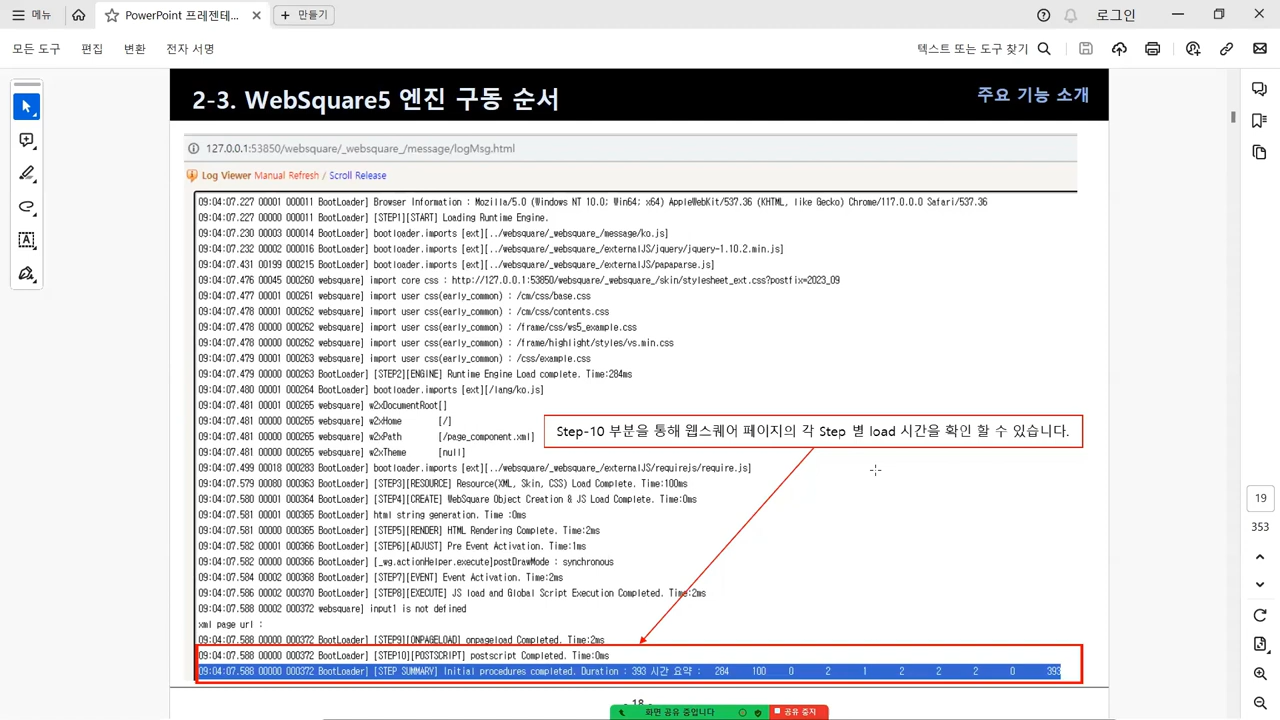 메뉴
PowerPoint 프레젠테...
만들기
로그인
모든 도구 편집 변환 전자 서명
텍스트 또는 도구 찾기
2-3. WebSquare5 엔진 구동 순서
주요 기능 소개
127.0.0.1:53850/websquare/_websquare_/message/logMsg.html
Log Viewer Manual Refresh / Scroll Release
09:04:07.227 00001 000011 BootLoader] Browser Information : Mozilla/5.0 (Windows NT 10.0; Win64; x64) AppleWebKit/537.36 (KHTML, like Gecko) Chrome/117.0.0.0 Safari/537.36
09:04:07.227 00000 000011 BootLoader] [STEP1][START] Loading Runtime Engine.
09:04:07.230 00003 000014 BootLoader] bootloader.imports [ext][../websquare/_websquare_/message/ko.js]
09:04:07.232 00002 000016 BootLoader] bootloader.imports [ext][../websquare/_websquare_/externalJS/jquery/jquery-1.10.2.min.js]
09:04:07.431 00199 000215 BootLoader] bootloader.imports [ext][../websquare/_websquare_/externalJS/papaparse.js]
09:04:07.476 00045 000260 websquare] import core css : http://127.0.0.1:53850/websquare/_websquare_/skin/stylesheet_ext.css?postfix=2023_09
09:04:07.477 00001 000261 websquare] import user css(early_common) : /cm/css/base.css
09:04:07.478 00001 000262 websquare] import user css(early_common) : /cm/css/contents.css
09:04:07.478 00000 000262 websquare] import user css(early_common) : /frame/css/ws5_example.css
09:04:07.478 00000 000262 websquare] import user css(early_common) : /frame/highlight/styles/vs.min.css
09:04:07.479 00001 000263 websquare] import user css(early_common) : /css/example.css
09:04:07.479 00000 000263 BootLoader] [STEP2][ENGINE] Runtime Engine Load complete. Time:284ms
09:04:07.480 00001 000264 BootLoader] bootloader.imports [ext][/lang/ko.js]
09:04:07.481 00001 000265 websquare] w2xDocumentRoot[]
09:04:07.481 00000 000265 websquare] w2xHome [/]
09:04:07.481 00000 000265 websquare] w2xPath [/page_component.xml]
09:04:07.481 00000 000265 websquare] w2xTheme [null]
Step-10 부분을 통해 웹스퀘어 페이지의 각 Step 별 load 시간을 확인 할 수 있습니다.
09:04:07.499 00018 000283 BootLoader] bootloader.imports [ext][../websquare/_websquare_/externalJS/requirejs/require.js]
09:04:07.579 00080 000363 BootLoader] [STEP3][RESOURCE] Resource(XML, Skin, CSS) Load Complete. Time:100ms
09:04:07.580 00001 000364 BootLoader] [STEP4][CREATE] WebSquare Object Creation & JS Load Complete. Time:0ms
09:04:07.581 00001 000365 BootLoader] html string generation. Time :0ms
09:04:07.581 00000 000365 BootLoader] [STEP5][RENDER] HTML Rendering Complete. Time:2ms
09:04:07.582 00001 000366 BootLoader] [STEP6][ADJUST] Pre Event Activation. Time:1ms
09:04:07.582 00000 000366 BootLoader] [_wg.actionHelper.execute]postDrawMode : synchronous
09:04:07.584 00002 000368 BootLoader] [STEP7][EVENT] Event Activation. Time:2ms
09:04:07.586 00002 000370 BootLoader] [STEP8][EXECUTE] JS load and Global Script Execution Completed. Time:2ms
09:04:07.588 00002 000372 websquare] input1 is not defined
xml page url :
09:04:07.588 00000 000372 BootLoader] [STEP9][ONPAGELOAD] onpageload Completed. Time:2ms
09:04:07.588 00000 000372 BootLoader] [STEP10][POSTSCRIPT] postscript Completed. Time:0ms
09:04:07.588 00000 000372 BootLoader] [STEP SUMMARY] Initial procedures completed. Duration : 393 시간 요약 : 284 100 0 2 1 2 2 2 0 393
- 18 -
19
353
화면 공유 중입니다
공유 중지